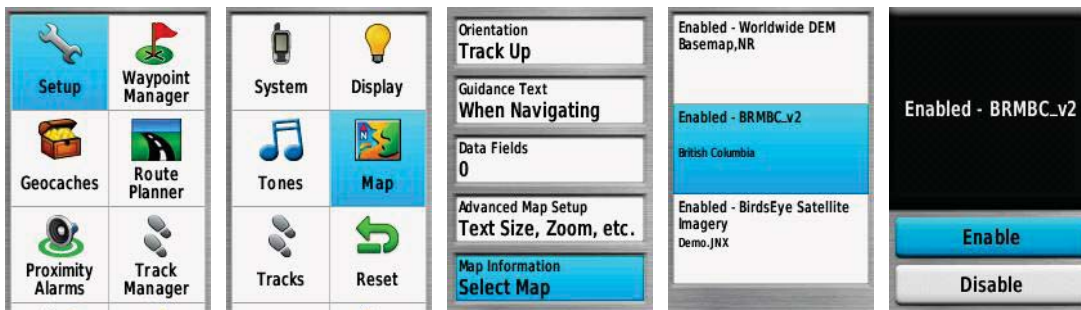 Setup
Waypoint
Manager
Geocaches
Route
Planner
Proximity
Alarms
Track
Manager
System
Display
Tones
N
Map
Tracks
Reset
Orientation
Track Up
Guidance Text
When Navigating
Data Fields
0
Advanced Map Setup
Text Size, Zoom, etc.
Map Information
Select Map
Enabled - Worldwide DEM
Basemap,NR
Enabled - BRMBC_v2
British Columbia
Enabled - BirdsEye Satellite
Imagery
Demo.JNX
Enabled - BRMBC_v2
Enable
Disable